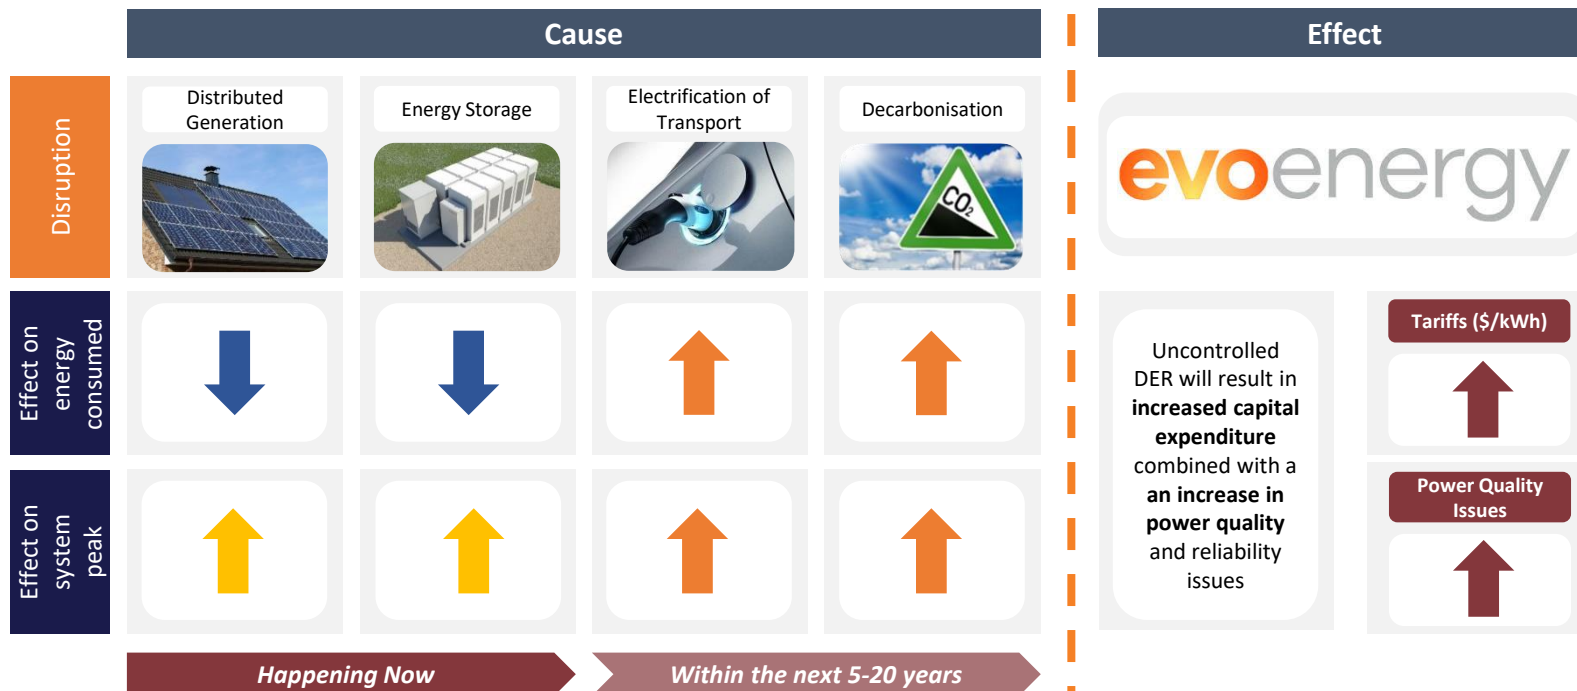 Cause
Effect
Disruption
Distributed
Generation
Energy Storage
Electrification of
Transport
Decarbonisation
CO2
evoenergy
Effect on
energy
consumed
Uncontrolled
DER will result in
increased capital
expenditure
combined with a
an increase in
power quality
and reliability
issues
Tariffs ($/kWh)
Effect on
system
peak
Power Quality
Issues
Happening Now
Within the next 5-20 years